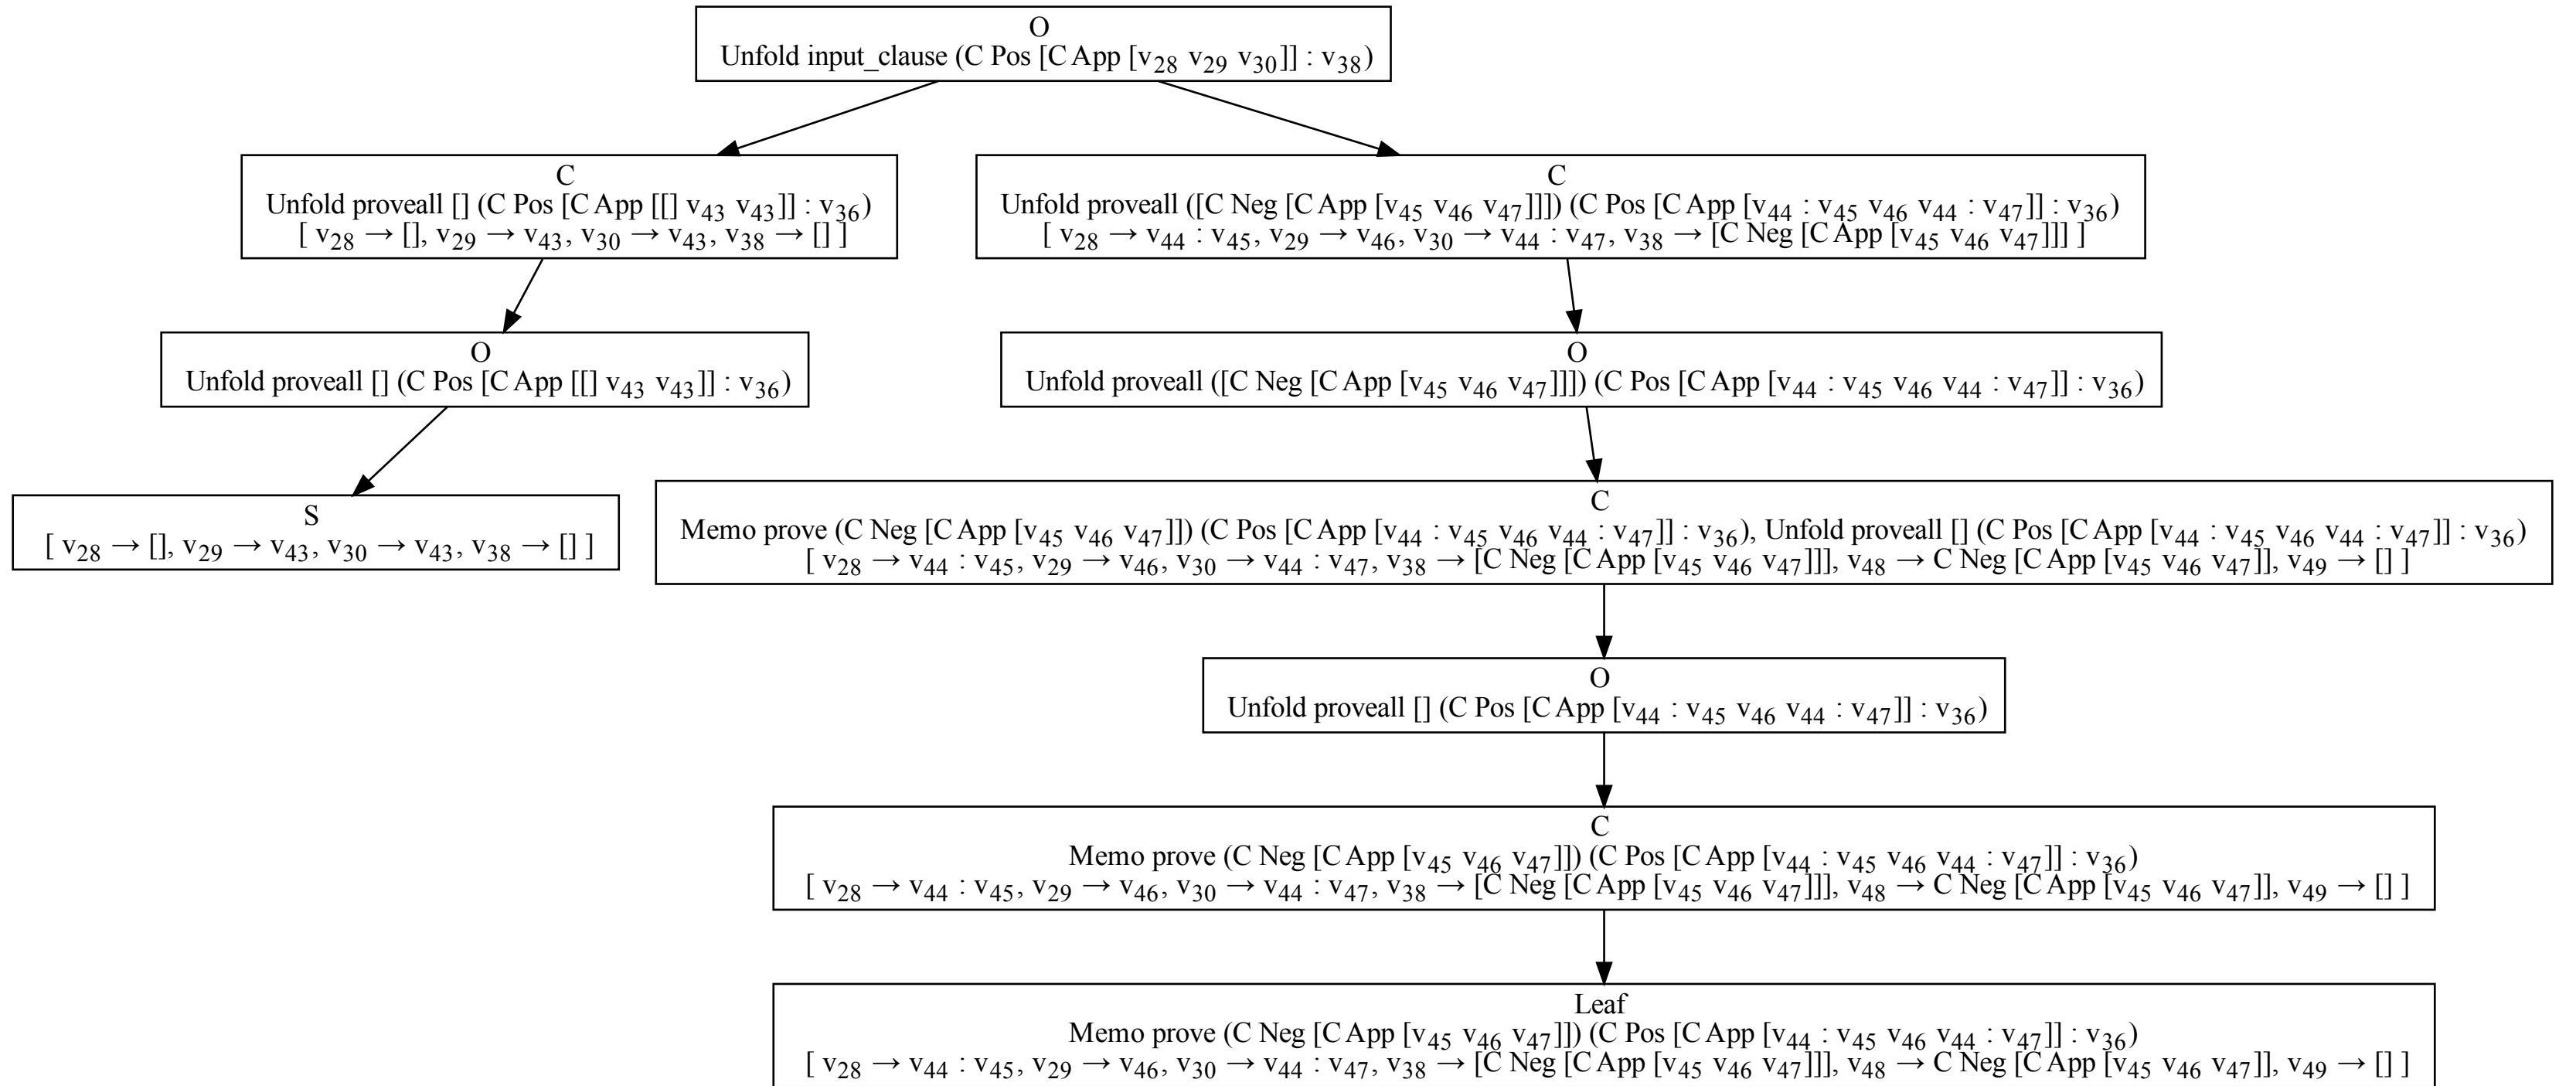 O
Unfold input_clause (C Pos [C App [v₂₈ v₂₉ v₃₀]] : v₃₈)
C
Unfold proveall [] (C Pos [C App [[] v₄₃ v₄₃]] : v₃₆)
[ v₂₈ → [], v₂₉ → v₄₃, v₃₀ → v₄₃, v₃₈ → [] ]
C
Unfold proveall ([C Neg [C App [v₄₅ v₄₆ v₄₇]]]) (C Pos [C App [v₄₄ : v₄₅ v₄₆ v₄₄ : v₄₇]] : v₃₆)
[ v₂₈ → v₄₄ : v₄₅, v₂₉ → v₄₆, v₃₀ → v₄₄ : v₄₇, v₃₈ → [C Neg [C App [v₄₅ v₄₆ v₄₇]]] ]
O
Unfold proveall [] (C Pos [C App [[] v₄₃ v₄₃]] : v₃₆)
O
Unfold proveall ([C Neg [C App [v₄₅ v₄₆ v₄₇]]]) (C Pos [C App [v₄₄ : v₄₅ v₄₆ v₄₄ : v₄₇]] : v₃₆)
S
[ v₂₈ → [], v₂₉ → v₄₃, v₃₀ → v₄₃, v₃₈ → [] ]
C
Memo prove (C Neg [C App [v₄₅ v₄₆ v₄₇]]) (C Pos [C App [v₄₄ : v₄₅ v₄₆ v₄₄ : v₄₇]] : v₃₆), Unfold proveall [] (C Pos [C App [v₄₄ : v₄₅ v₄₆ v₄₄ : v₄₇]] : v₃₆)
[ v₂₈ → v₄₄ : v₄₅, v₂₉ → v₄₆, v₃₀ → v₄₄ : v₄₇, v₃₈ → [C Neg [C App [v₄₅ v₄₆ v₄₇]]], v₄₈ → C Neg [C App [v₄₅ v₄₆ v₄₇]], v₄₉ → [] ]
O
Unfold proveall [] (C Pos [C App [v₄₄ : v₄₅ v₄₆ v₄₄ : v₄₇]] : v₃₆)
C
Memo prove (C Neg [C App [v₄₅ v₄₆ v₄₇]]) (C Pos [C App [v₄₄ : v₄₅ v₄₆ v₄₄ : v₄₇]] : v₃₆)
[ v₂₈ → v₄₄ : v₄₅, v₂₉ → v₄₆, v₃₀ → v₄₄ : v₄₇, v₃₈ → [C Neg [C App [v₄₅ v₄₆ v₄₇]]], v₄₈ → C Neg [C App [v₄₅ v₄₆ v₄₇]], v₄₉ → [] ]
Leaf
Memo prove (C Neg [C App [v₄₅ v₄₆ v₄₇]]) (C Pos [C App [v₄₄ : v₄₅ v₄₆ v₄₄ : v₄₇]] : v₃₆)
[ v₂₈ → v₄₄ : v₄₅, v₂₉ → v₄₆, v₃₀ → v₄₄ : v₄₇, v₃₈ → [C Neg [C App [v₄₅ v₄₆ v₄₇]]], v₄₈ → C Neg [C App [v₄₅ v₄₆ v₄₇]], v₄₉ → [] ]